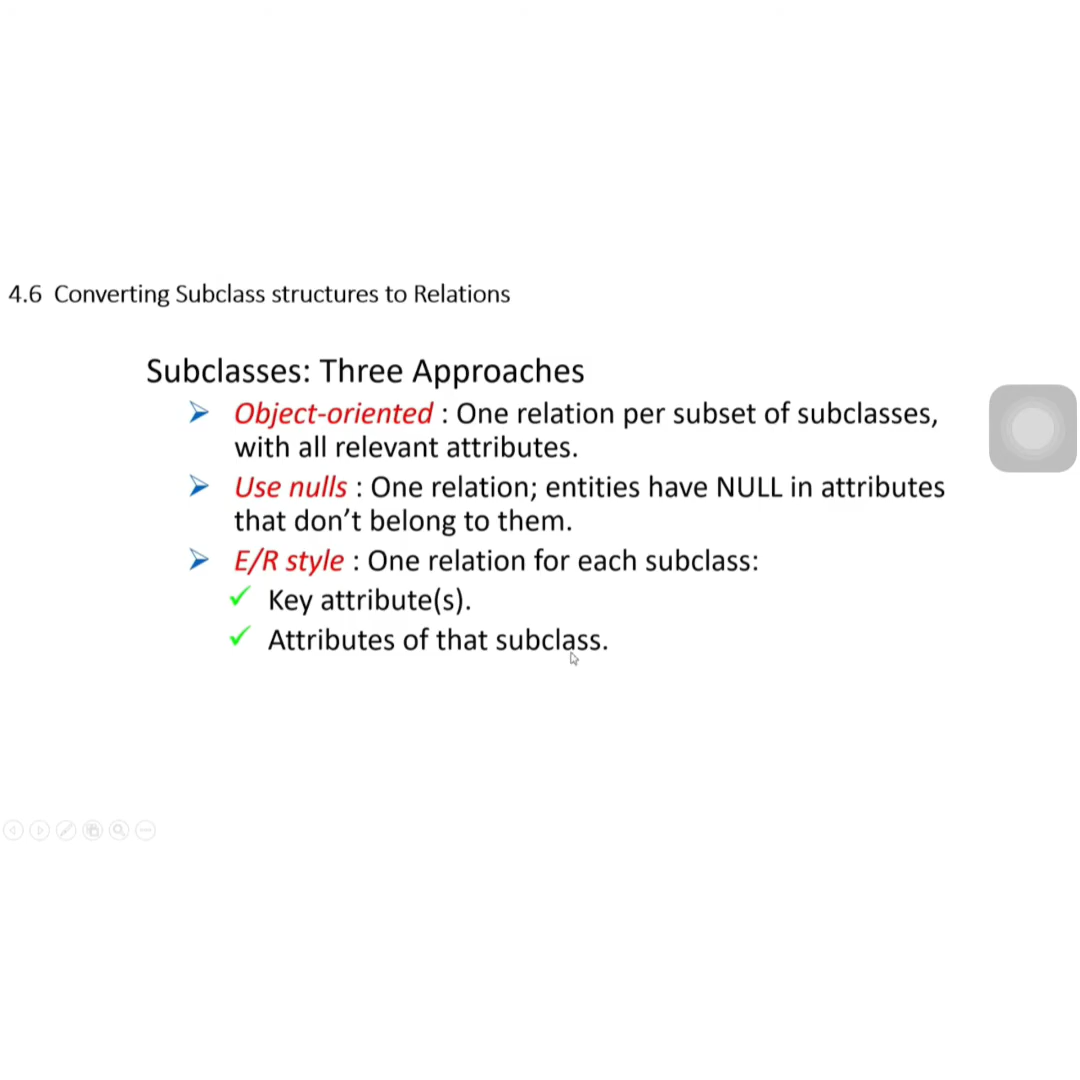 4.6 Converting Subclass structures to Relations
Subclasses: Three Approaches
Object-oriented : One relation per subset of subclasses,
with all relevant attributes.
Use nulls : One relation; entities have NULL in attributes
that don’t belong to them.
E/R style : One relation for each subclass:
Key attribute(s).
Attributes of that subclass.